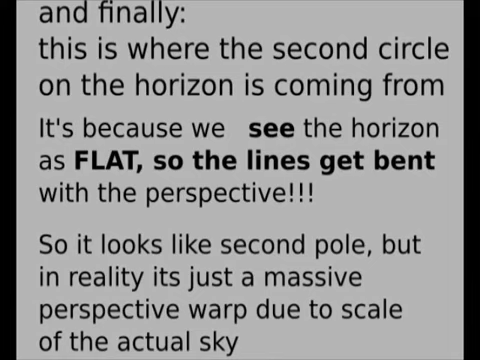 and finally:
this is where the second circle
on the horizon is coming from
It's because we see the horizon
as FLAT, so the lines get bent
with the perspective!!!
So it looks like second pole, but
in reality its just a massive
perspective warp due to scale
of the actual sky